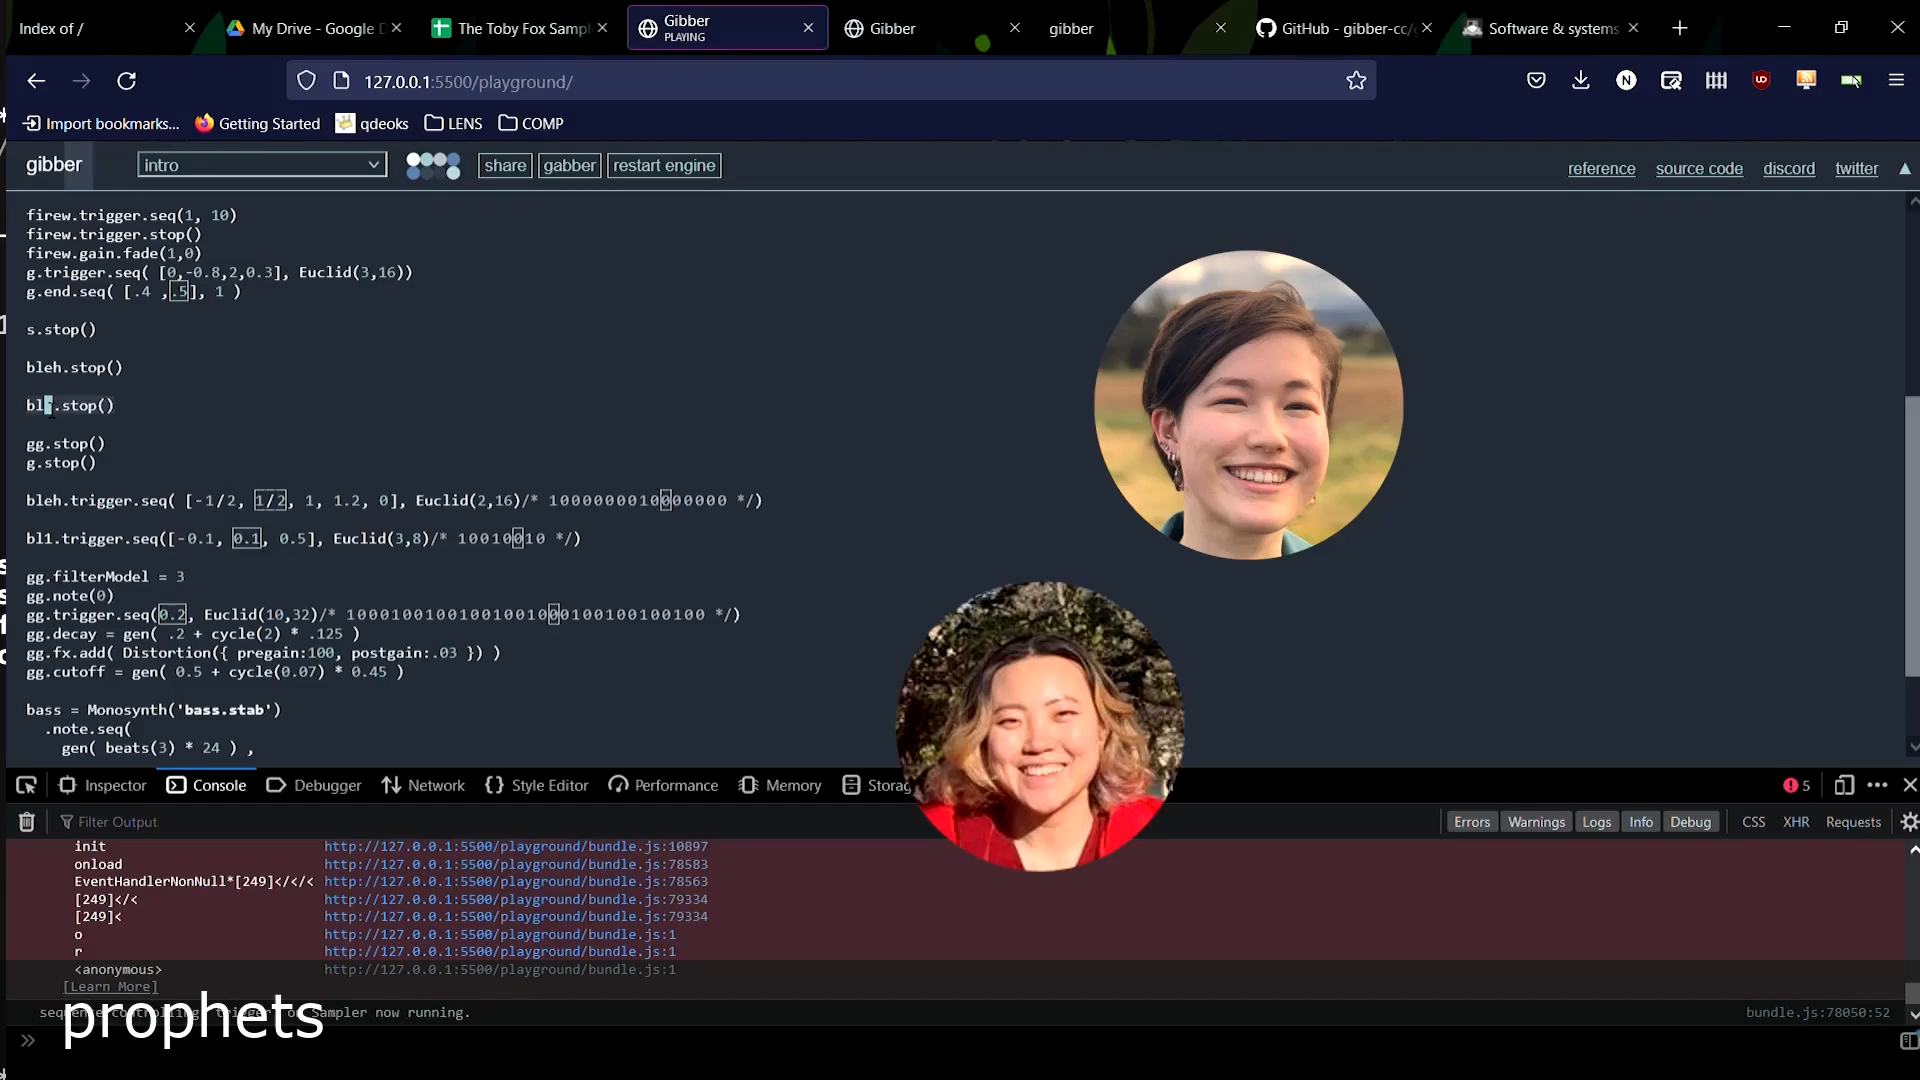 Index of /
My Drive - Google D
The Toby Fox Sampl
Gibber
PLAYING
Gibber
gibber
GitHub - gibber-cc/
Software & systems
127.0.0.1:5500/playground/
Import bookmarks...
Getting Started
qdeoks
LENS
COMP
gibber
intro
share
gabber
restart engine
reference
source code
discord
twitter
firew.trigger.seq(1, 10)
firew.trigger.stop()
firew.gain.fade(1,0)
g.trigger.seq( [0,-0.8,2,0.3], Euclid(3,16))
g.end.seq( [.4 ,.5], 1 )
s.stop()
bleh.stop()
bl .stop()
gg.stop()
g.stop()
bleh.trigger.seq( [-1/2, 1/2, 1, 1.2, 0], Euclid(2,16)/* 1000000010000000 */)
bl1.trigger.seq([-0.1, 0.1, 0.5], Euclid(3,8)/* 10010010 */)
gg.filterModel = 3
gg.note(0)
gg.trigger.seq(0.2, Euclid(10,32)/* 10001001001001001000100100100100 */)
gg.decay = gen( .2 + cycle(2) * .125 )
gg.fx.add( Distortion({ pregain:100, postgain:.03 }) )
gg.cutoff = gen( 0.5 + cycle(0.07) * 0.45 )
bass = Monosynth('bass.stab')
.note.seq(
gen( beats(3) * 24 ) ,
Inspector
Console
Debugger
Network
Style Editor
Performance
Memory
Storag
5
Filter Output
Errors
Warnings
Logs
Info
Debug
CSS
XHR
Requests
init http://127.0.0.1:5500/playground/bundle.js:10897
onload http://127.0.0.1:5500/playground/bundle.js:78583
EventHandlerNonNull*[249]</</< http://127.0.0.1:5500/playground/bundle.js:78563
[249]</< http://127.0.0.1:5500/playground/bundle.js:79334
[249]< http://127.0.0.1:5500/playground/bundle.js:79334
o http://127.0.0.1:5500/playground/bundle.js:1
r http://127.0.0.1:5500/playground/bundle.js:1
<anonymous> http://127.0.0.1:5500/playground/bundle.js:1
[Learn More]
Sampler now running.
bundle.js:78050:52
prophets